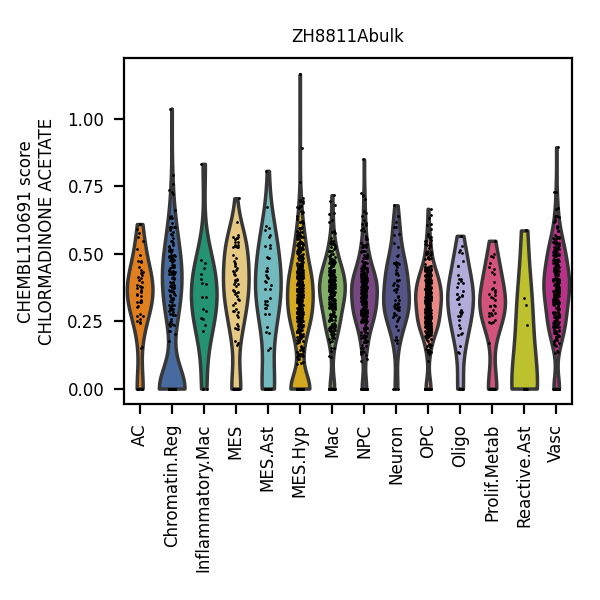 ZH8811Abulk
CHEMBL110691 score
CHLORMADINONE ACETATE
1.00
0.75
0.50
0.25
0.00
AC
Chromatin.Reg
Inflammatory.Mac
MES
MES.Ast
MES.Hyp
Mac
NPC
Neuron
OPC
Oligo
Prolif.Metab
Reactive.Ast
Vasc